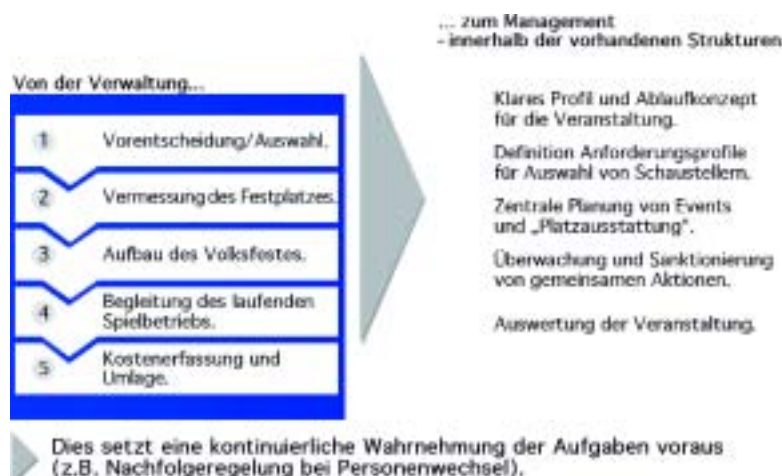 Von der Verwaltung...
1 Vorentscheidung/Auswahl.
2 Vermessung des Festplatzes.
3 Aufbau des Volksfestes.
4 Begleitung des laufenden
Spielbetriebs.
5 Kostenerfassung und
Umlage.
... zum Management
- innerhalb der vorhandenen Strukturen
Klares Profil und Ablaufkonzept
für die Veranstaltung.
Definition Anforderungsprofile
für Auswahl von Schaustellern.
Zentrale Planung von Events
und „Platzausstattung".
Überwachung und Sanktionierung
von gemeinsamen Aktionen.
Auswertung der Veranstaltung.
Dies setzt eine kontinuierliche Wahrnehmung der Aufgaben voraus
(z.B. Nachfolgeregelung bei Personenwechsel).